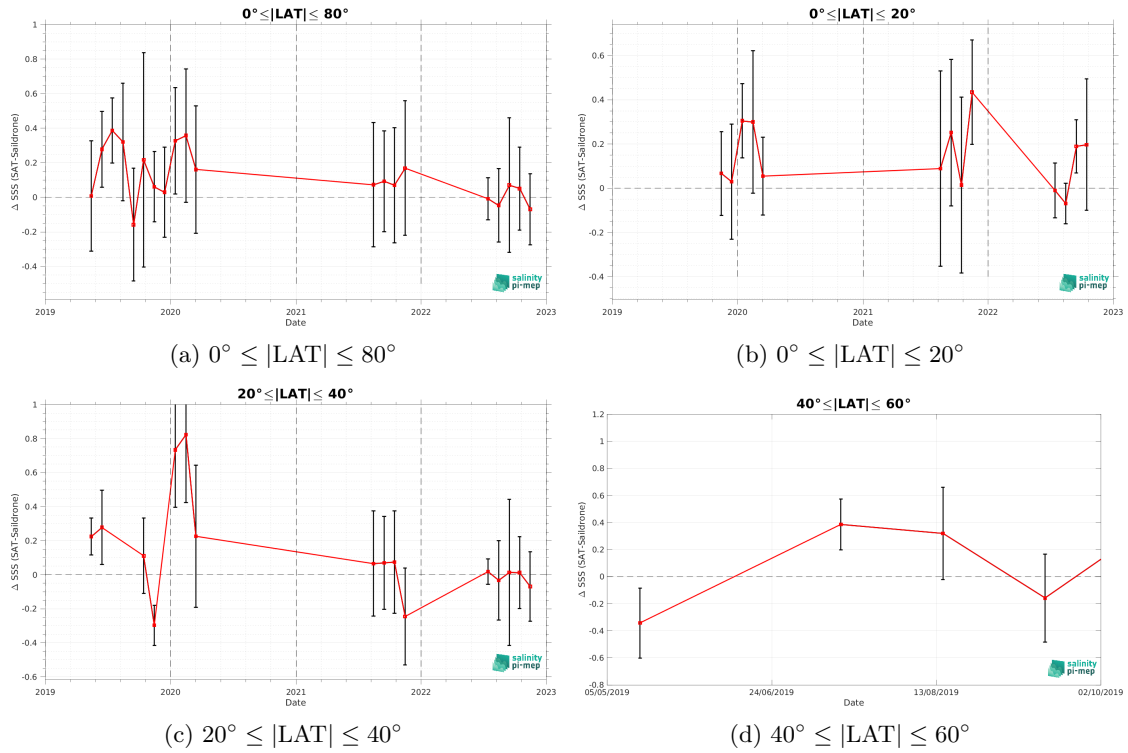 0°≤|LAT|≤ 80°
1
0.8
0.6
0.4
0.2
0
-0.2
-0.4
Δ SSS (SAT-Saildrone)
2019
2020
2021
2022
2023
Date
salinity
pi-mep
(a) 0° ≤ |LAT| ≤ 80°
0°≤|LAT|≤ 20°
0.6
0.4
0.2
0
-0.2
-0.4
Δ SSS (SAT-Saildrone)
2019
2020
2021
2022
2023
Date
salinity
pi-mep
(b) 0° ≤ |LAT| ≤ 20°
20°≤|LAT|≤ 40°
1
0.8
0.6
0.4
0.2
0
-0.2
-0.4
-0.6
Δ SSS (SAT-Saildrone)
2019
2020
2021
2022
2023
Date
salinity
pi-mep
(c) 20° ≤ |LAT| ≤ 40°
40°≤|LAT|≤ 60°
1.2
1
0.8
0.6
0.4
0.2
0
-0.2
-0.4
-0.6
-0.8
Δ SSS (SAT-Saildrone)
05/05/2019
24/06/2019
13/08/2019
02/10/2019
Date
salinity
pi-mep
(d) 40° ≤ |LAT| ≤ 60°